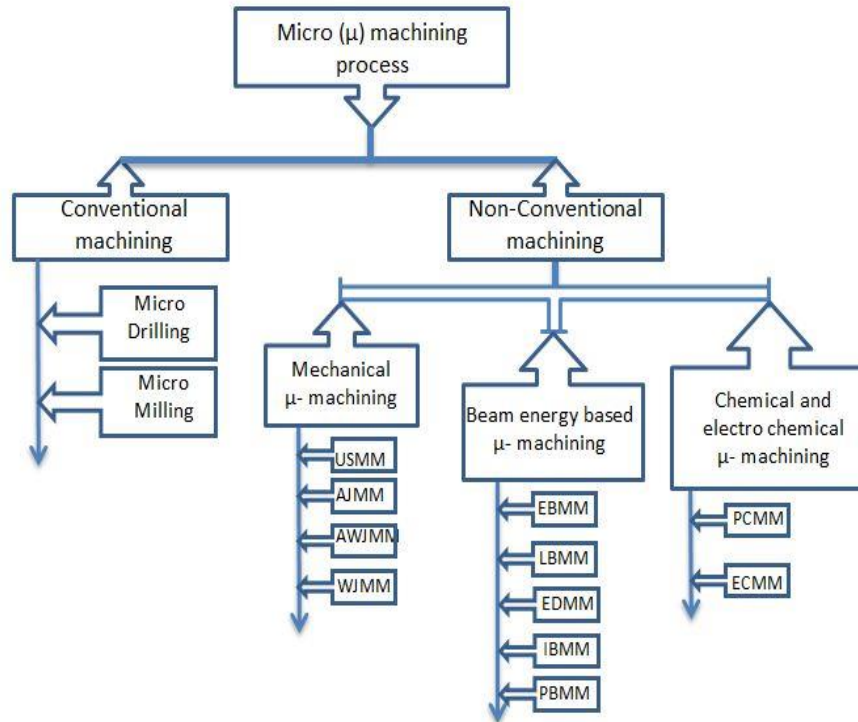 Micro (µ) machining
process
Conventional
machining
Non-Conventional
machining
Micro
Drilling
Micro
Milling
Mechanical
µ- machining
USMM
AJMM
AWJMM
WJMM
Beam energy based
µ- machining
EBMM
LBMM
EDMM
IBMM
PBMM
Chemical and
electro chemical
µ- machining
PCMM
ECMM